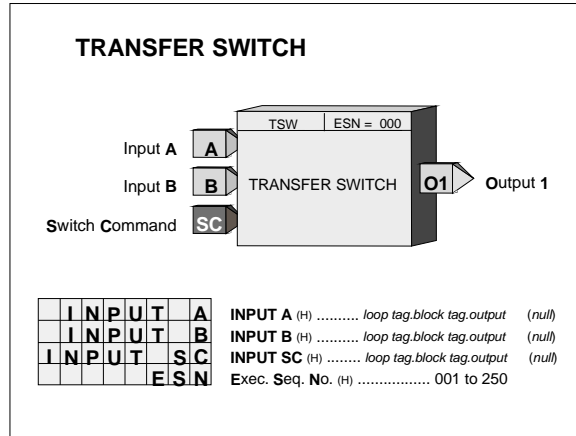 TRANSFER SWITCH
TSW ESN = 000
Input A A
Input B B TRANSFER SWITCH O1 Output 1
Switch Command SC
INPUT A INPUT A (H) .......... loop tag.block tag.output (null)
INPUT B INPUT B (H) .......... loop tag.block tag.output (null)
INPUT SC INPUT SC (H) ........ loop tag.block tag.output (null)
ESN Exec. Seq. No. (H) ................. 001 to 250